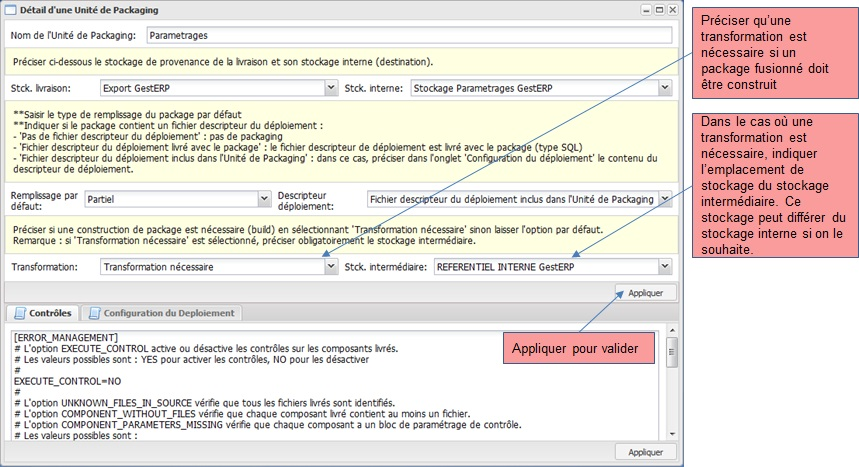 Détail d'une Unité de Packaging
Nom de l'Unité de Packaging: Parametrages
Préciser ci-dessous le stockage de provenance de la livraison et son stockage interne (destination).
Stck. livraison: Export GestERP Stck. interne: Stockage Parametrages GestERP
**Saisir le type de remplissage du package par défaut
**Indiquer si le package contient un fichier descripteur du déploiement :
- 'Pas de fichier descripteur du déploiement' : pas de packaging
- 'Fichier descripteur du déploiement livré avec le package' : le fichier descripteur de déploiement est livré avec le package (type SQL)
- 'Fichier descripteur du déploiement inclus dans l'Unité de Packaging' : dans ce cas, préciser dans l'onglet 'Configuration du déploiement' le contenu du
descripteur de déploiement.
Remplissage par
défaut: Partiel
Descripteur
déploiement: Fichier descripteur du déploiement inclus dans l'Unité de Packaging
Préciser si une construction de package est nécessaire (build) en sélectionnant 'Transformation nécessaire' sinon laisser l'option par défaut.
Remarque : si 'Transformation nécessaire' est sélectionné, préciser obligatoirement le stockage intermédiaire.
Transformation: Transformation nécessaire Stck. intermédiaire: REFERENTIEL INTERNE GestERP
Appliquer
Contrôles Configuration du Deploiement
[ERROR_MANAGEMENT]
# L'option EXECUTE_CONTROL active ou désactive les contrôles sur les composants livrés.
# Les valeurs possibles sont : YES pour activer les contrôles, NO pour les désactiver
#
EXECUTE_CONTROL=NO
#
# L'option UNKNOWN_FILES_IN_SOURCE vérifie que tous les fichiers livrés sont identifiés.
# L'option COMPONENT_WITHOUT_FILES vérifie que chaque composant livré contient au moins un fichier.
# L'option COMPONENT_PARAMETERS_MISSING vérifie que chaque composant a un bloc de paramétrage de contrôle.
# Les valeurs possibles sont :
Appliquer
Préciser qu'une
transformation est
nécessaire si un
package fusionné doit
être construit
Dans le cas où une
transformation est
nécessaire, indiquer
l'emplacement de
stockage du stockage
intermédiaire. Ce
stockage peut différer du
stockage interne si on le
souhaite.
Appliquer pour valider